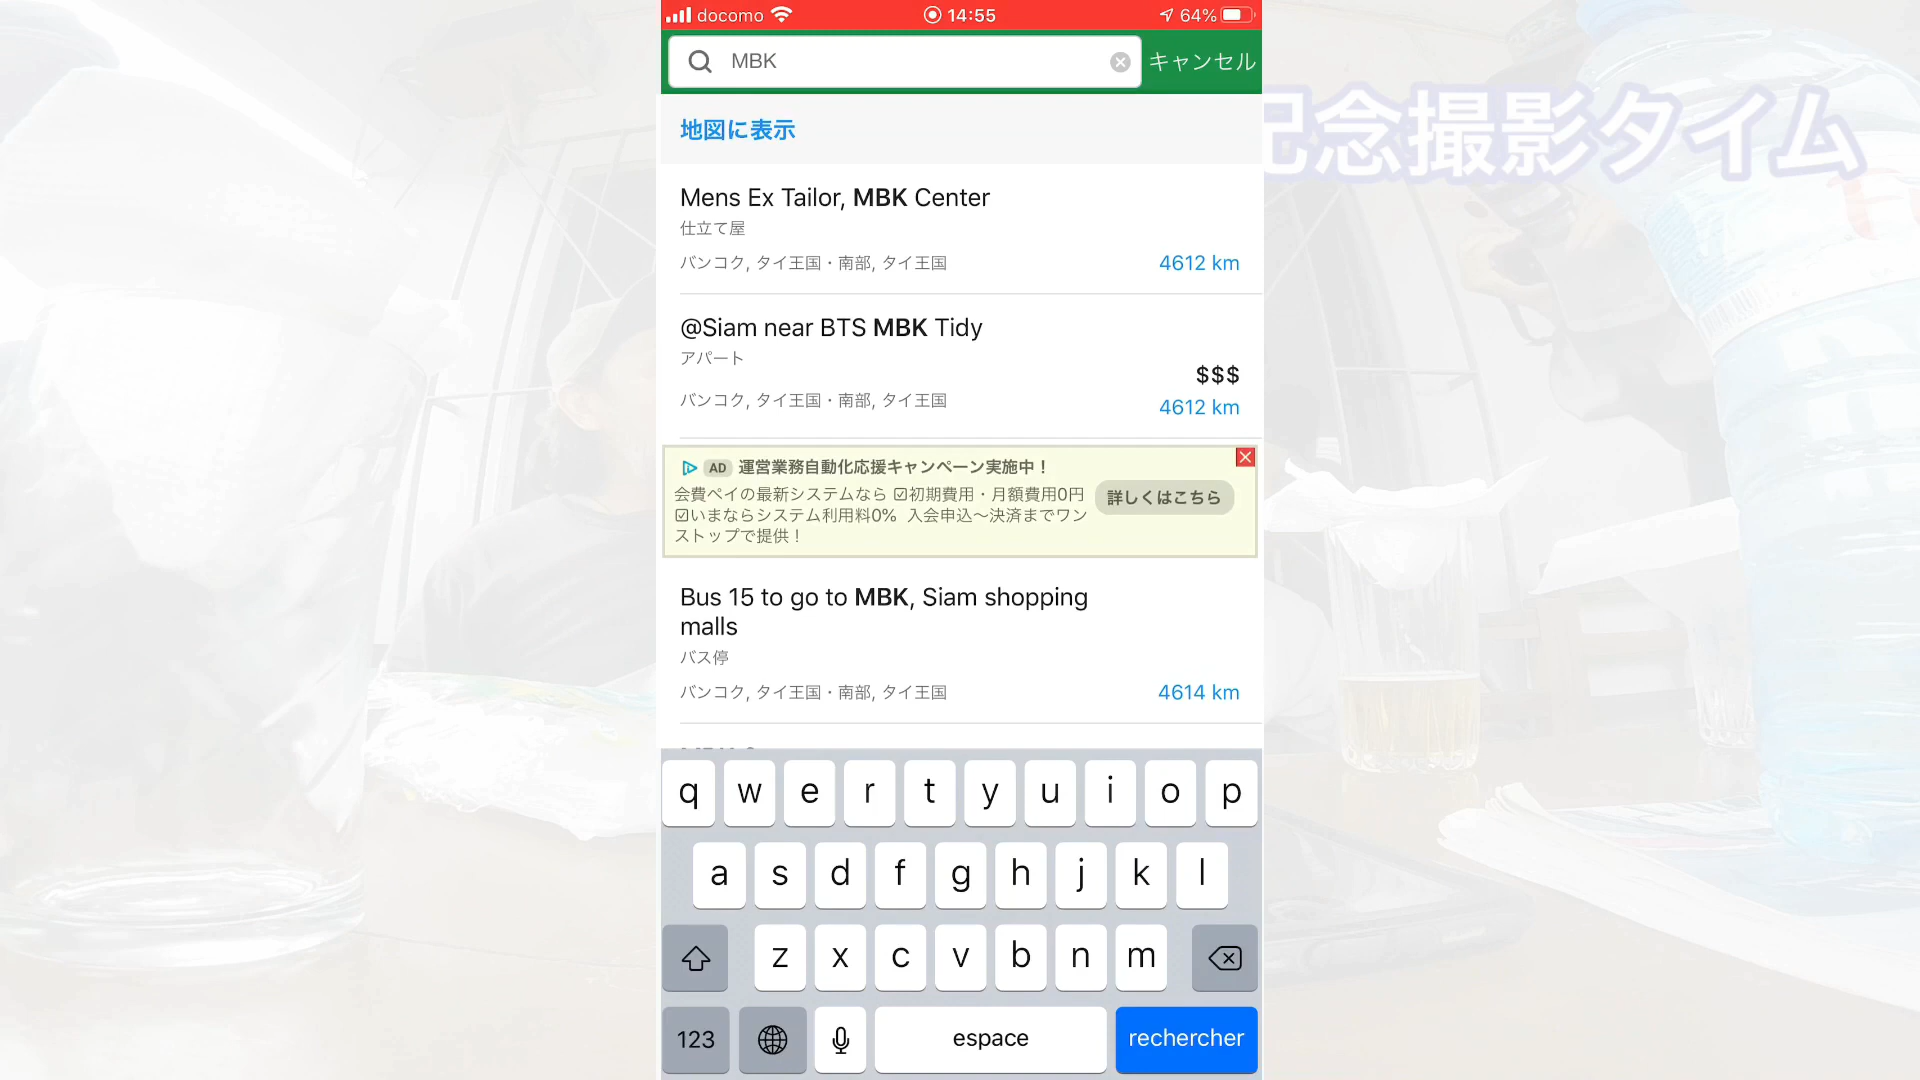 docomo 14:55 64%
MBK キャンセル
記念撮影タイム
地図に表示
Mens Ex Tailor, MBK Center
仕立て屋
バンコク, タイ王国・南部, タイ王国 4612 km
@Siam near BTS MBK Tidy
アパート
$$$
バンコク, タイ王国・南部, タイ王国 4612 km
AD 運営業務自動化応援キャンペーン実施中！
会費ペイの最新システムなら ☑初期費用・月額費用0円
☑いまならシステム利用料0% 入会申込〜決済までワン
ストップで提供！
詳しくはこちら
Bus 15 to go to MBK, Siam shopping
malls
バス停
バンコク, タイ王国・南部, タイ王国 4614 km
q w e r t y u i o p
a s d f g h j k l
z x c v b n m
123 espace rechercher